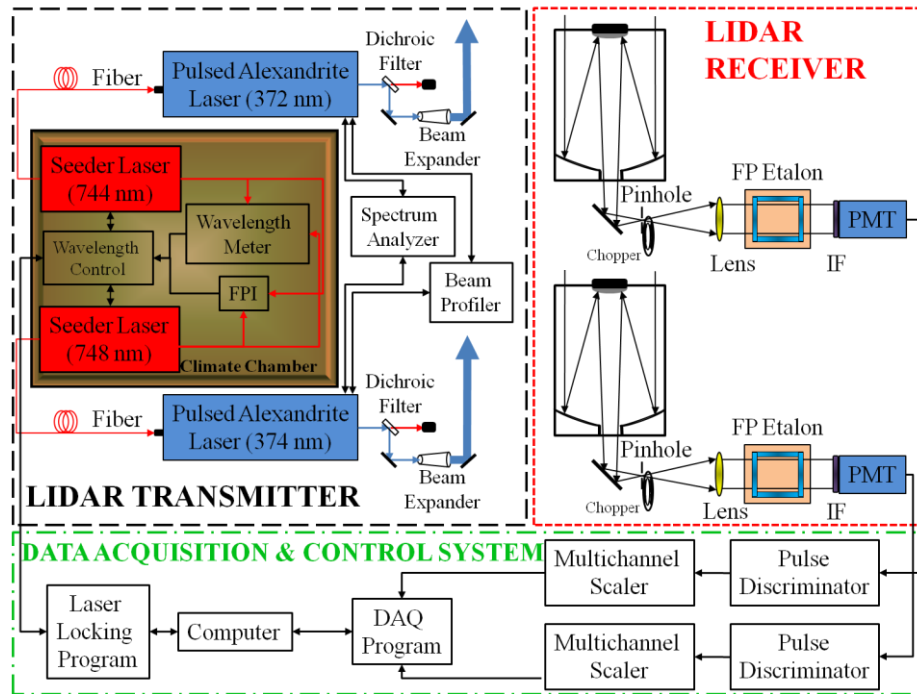 Fiber
Pulsed Alexandrite
Laser (372 nm)
Dichroic
Filter
Beam
Expander
Seeder Laser
(744 nm)
Wavelength
Meter
Wavelength
Control
FPI
Seeder Laser
(748 nm)
Climate Chamber
Spectrum
Analyzer
Beam
Profiler
Fiber
Pulsed Alexandrite
Laser (374 nm)
Dichroic
Filter
Beam
Expander
LIDAR TRANSMITTER
LIDAR
RECEIVER
Pinhole
Chopper
Lens
FP Etalon
IF
PMT
Pinhole
Chopper
Lens
FP Etalon
IF
PMT
DATA ACQUISITION & CONTROL SYSTEM
Laser
Locking
Program
Computer
DAQ
Program
Multichannel
Scaler
Pulse
Discriminator
Multichannel
Scaler
Pulse
Discriminator